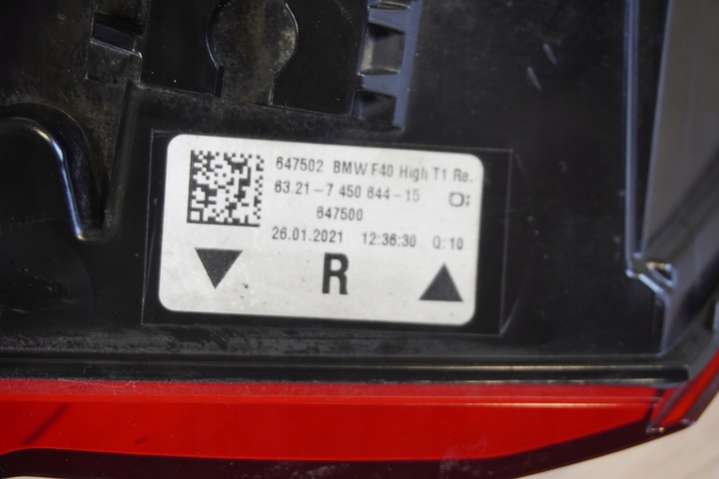 647502 BMW F40 High T1 Re.
63.21-7 450 644-15
647500
26.01.2021 12:36:30 Q:10
R